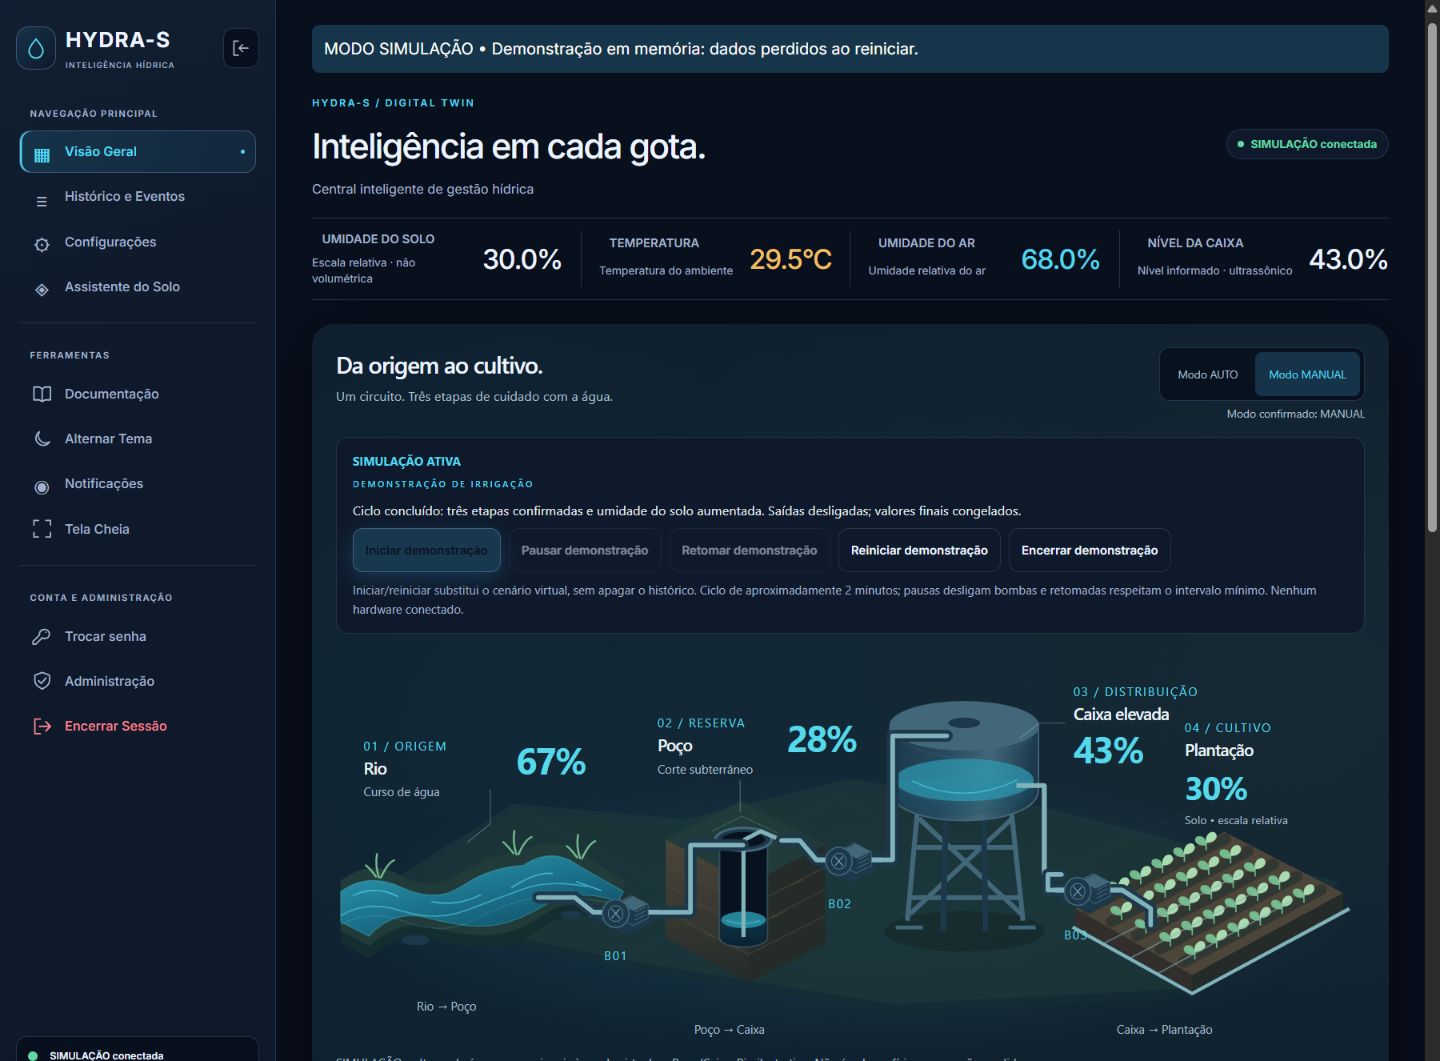 HYDRA-S
INTELIGÊNCIA HÍDRICA
NAVEGAÇÃO PRINCIPAL
Visão Geral
Histórico e Eventos
Configurações
Assistente do Solo
FERRAMENTAS
Documentação
Alternar Tema
Notificações
Tela Cheia
CONTA E ADMINISTRAÇÃO
Trocar senha
Administração
Encerrar Sessão
SIMULAÇÃO conectada
MODO SIMULAÇÃO • Demonstração em memória: dados perdidos ao reiniciar.
HYDRA-S / DIGITAL TWIN
Inteligência em cada gota.
SIMULAÇÃO conectada
Central inteligente de gestão hídrica
UMIDADE DO SOLO
Escala relativa · não
volumétrica
30.0%
TEMPERATURA
Temperatura do ambiente
29.5°C
UMIDADE DO AR
Umidade relativa do ar
68.0%
NÍVEL DA CAIXA
Nível informado · ultrassônico
43.0%
Da origem ao cultivo.
Um circuito. Três etapas de cuidado com a água.
Modo AUTO
Modo MANUAL
Modo confirmado: MANUAL
SIMULAÇÃO ATIVA
DEMONSTRAÇÃO DE IRRIGAÇÃO
Ciclo concluído: três etapas confirmadas e umidade do solo aumentada. Saídas desligadas; valores finais congelados.
Iniciar demonstração
Pausar demonstração
Retomar demonstração
Reiniciar demonstração
Encerrar demonstração
Iniciar/reiniciar substitui o cenário virtual, sem apagar o histórico. Ciclo de aproximadamente 2 minutos; pausas desligam bombas e retomadas respeitam o intervalo mínimo. Nenhum
hardware conectado.
01 / ORIGEM
Rio
Curso de água
67%
02 / RESERVA
Poço
Corte subterrâneo
28%
03 / DISTRIBUIÇÃO
Caixa elevada
43%
04 / CULTIVO
Plantação
30%
Solo • escala relativa
B01
B02
B03
Rio → Poço
Poço → Caixa
Caixa → Plantação